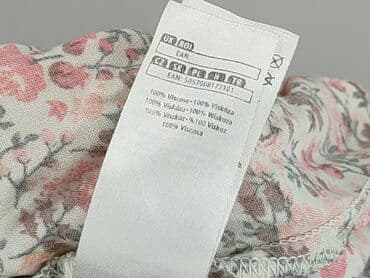 UK ROI
EAN:
CZ SK PL H TR
EAN: 5057008173101
100% Viscose • 100% Viskóza
100% Viskóza • 100% Wiskoza
100% Viszkóz • %100 Viskoz
100% Viscosa